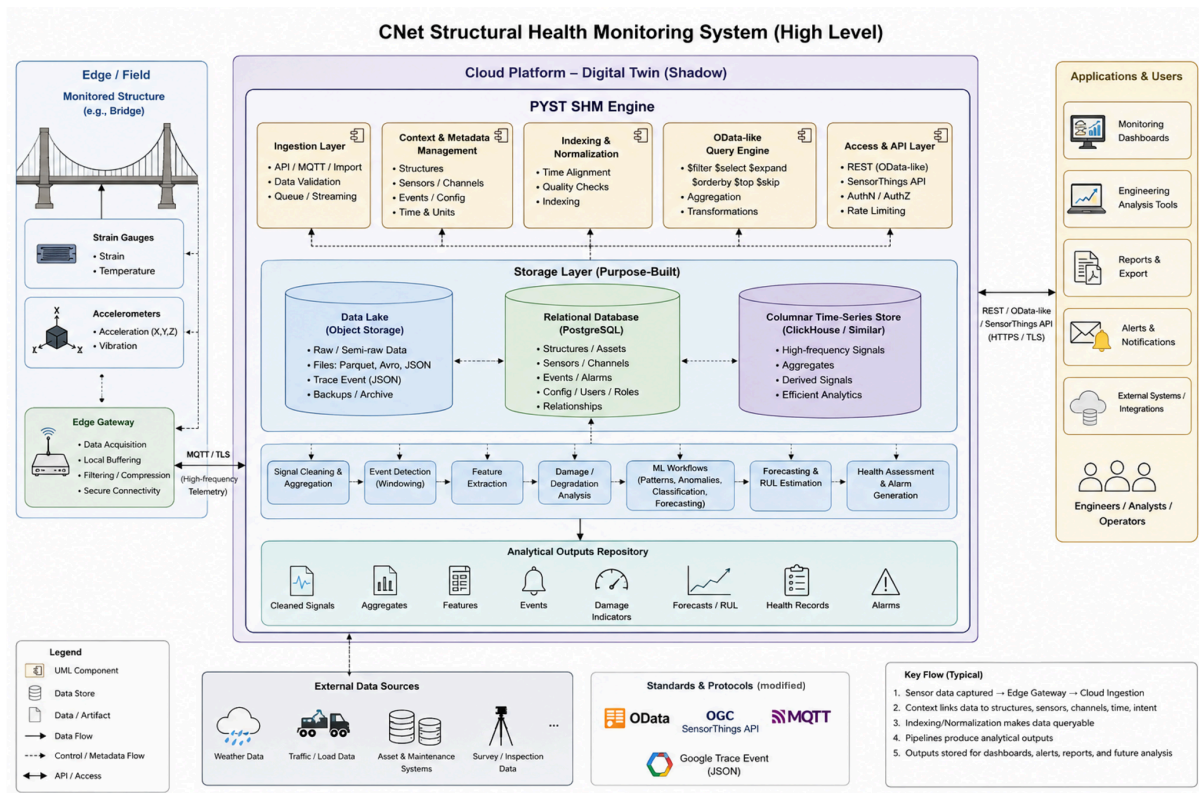 CNet Structural Health Monitoring System (High Level)
Edge / Field
Monitored Structure
(e.g., Bridge)
Strain Gauges
• Strain
• Temperature
X
Y
X
Accelerometers
• Acceleration (X,Y,Z)
• Vibration
Edge Gateway
• Data Acquisition
• Local Buffering
• Filtering / Compression
• Secure Connectivity
MQTT / TLS
(High-frequency
Telemetry)
Cloud Platform – Digital Twin (Shadow)
PYST SHM Engine
Ingestion Layer
• API / MQTT / Import
• Data Validation
• Queue / Streaming
Context & Metadata
Management
• Structures
• Sensors / Channels
• Events / Config
• Time & Units
Indexing &
Normalization
• Time Alignment
• Quality Checks
• Indexing
OData-like
Query Engine
• $filter $select $expand
$orderby $top $skip
• Aggregation
• Transformations
Access & API Layer
• REST (OData-like)
• SensorThings API
• AuthN / AuthZ
• Rate Limiting
Storage Layer (Purpose-Built)
Data Lake
(Object Storage)
• Raw / Semi-raw Data
• Files: Parquet, Avro, JSON
• Trace Event (JSON)
• Backups / Archive
Relational Database
(PostgreSQL)
• Structures / Assets
• Sensors / Channels
• Events / Alarms
• Config / Users / Roles
• Relationships
Columnar Time-Series Store
(ClickHouse / Similar)
• High-frequency Signals
• Aggregates
• Derived Signals
• Efficient Analytics
Signal Cleaning &
Aggregation
Event Detection
(Windowing)
Feature
Extraction
Damage /
Degradation
Analysis
ML Workflows
(Patterns, Anomalies,
Classification,
Forecasting)
Forecasting &
RUL Estimation
Health Assessment
& Alarm
Generation
Analytical Outputs Repository
Cleaned Signals
Aggregates
Features
Events
Damage
Indicators
Forecasts / RUL
Health Records
Alarms
REST / OData-like
/ SensorThings API
(HTTPS / TLS)
Applications & Users
Monitoring
Dashboards
Engineering
Analysis Tools
Reports &
Export
Alerts &
Notifications
External Systems /
Integrations
Engineers / Analysts /
Operators
Legend
UML Component
Data Store
Data / Artifact
Data Flow
Control / Metadata Flow
API / Access
External Data Sources
Weather Data
Traffic / Load Data
Asset & Maintenance
Systems
Survey / Inspection
Data
...
Standards & Protocols (modified)
OData
OGC
SensorThings API
MQTT
Google Trace Event
(JSON)
Key Flow (Typical)
1. Sensor data captured → Edge Gateway → Cloud Ingestion
2. Context links data to structures, sensors, channels, time, intent
3. Indexing/Normalization makes data queryable
4. Pipelines produce analytical outputs
5. Outputs stored for dashboards, alerts, reports, and future analysis